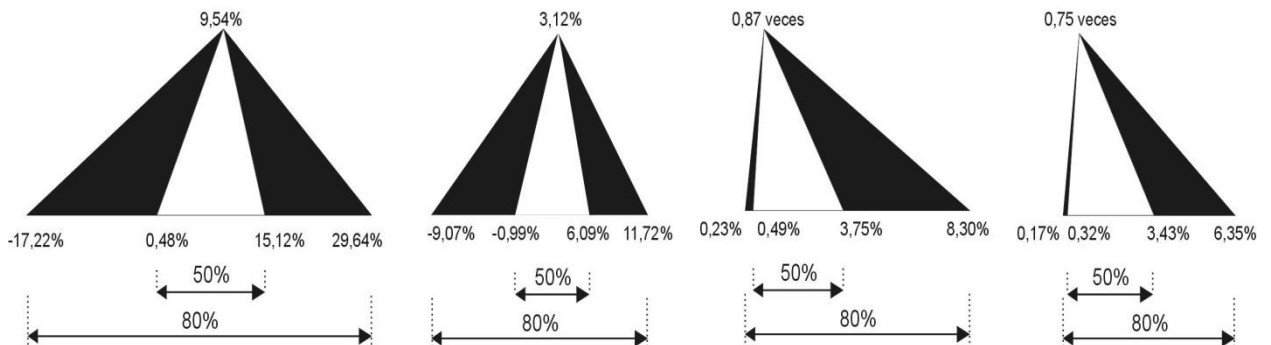 9,54% 3,12% 0,87 veces 0,75 veces
-17,22% 0,48% 15,12% 29,64% -9,07% -0,99% 6,09% 11,72% 0,23% 0,49% 3,75% 8,30% 0,17% 0,32% 3,43% 6,35%
50% 50% 50% 50%
80% 80% 80% 80%